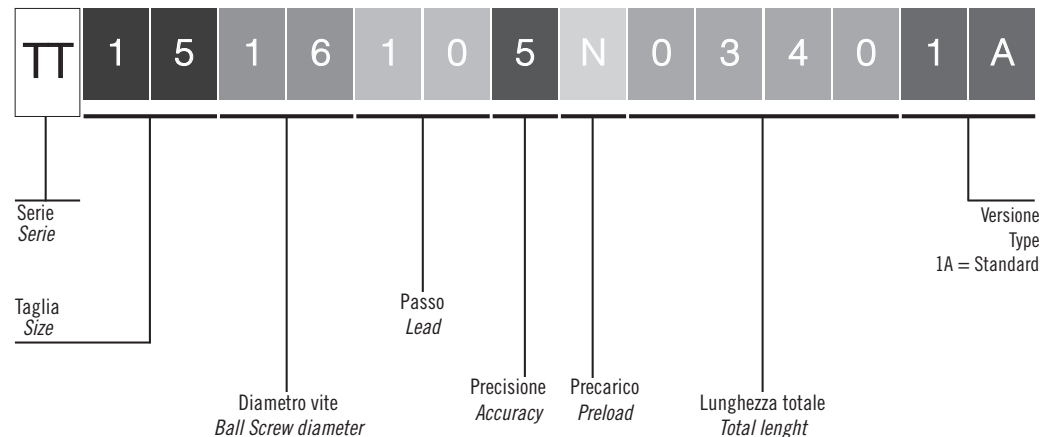 TT 1 5 1 6 1 0 5 N 0 3 4 0 1 A
Serie
Serie
Versione
Type
1A = Standard
Taglia
Size
Passo
Lead
Precisione
Accuracy
Precarico
Preload
Diametro vite
Ball Screw diameter
Lunghezza totale
Total lenght